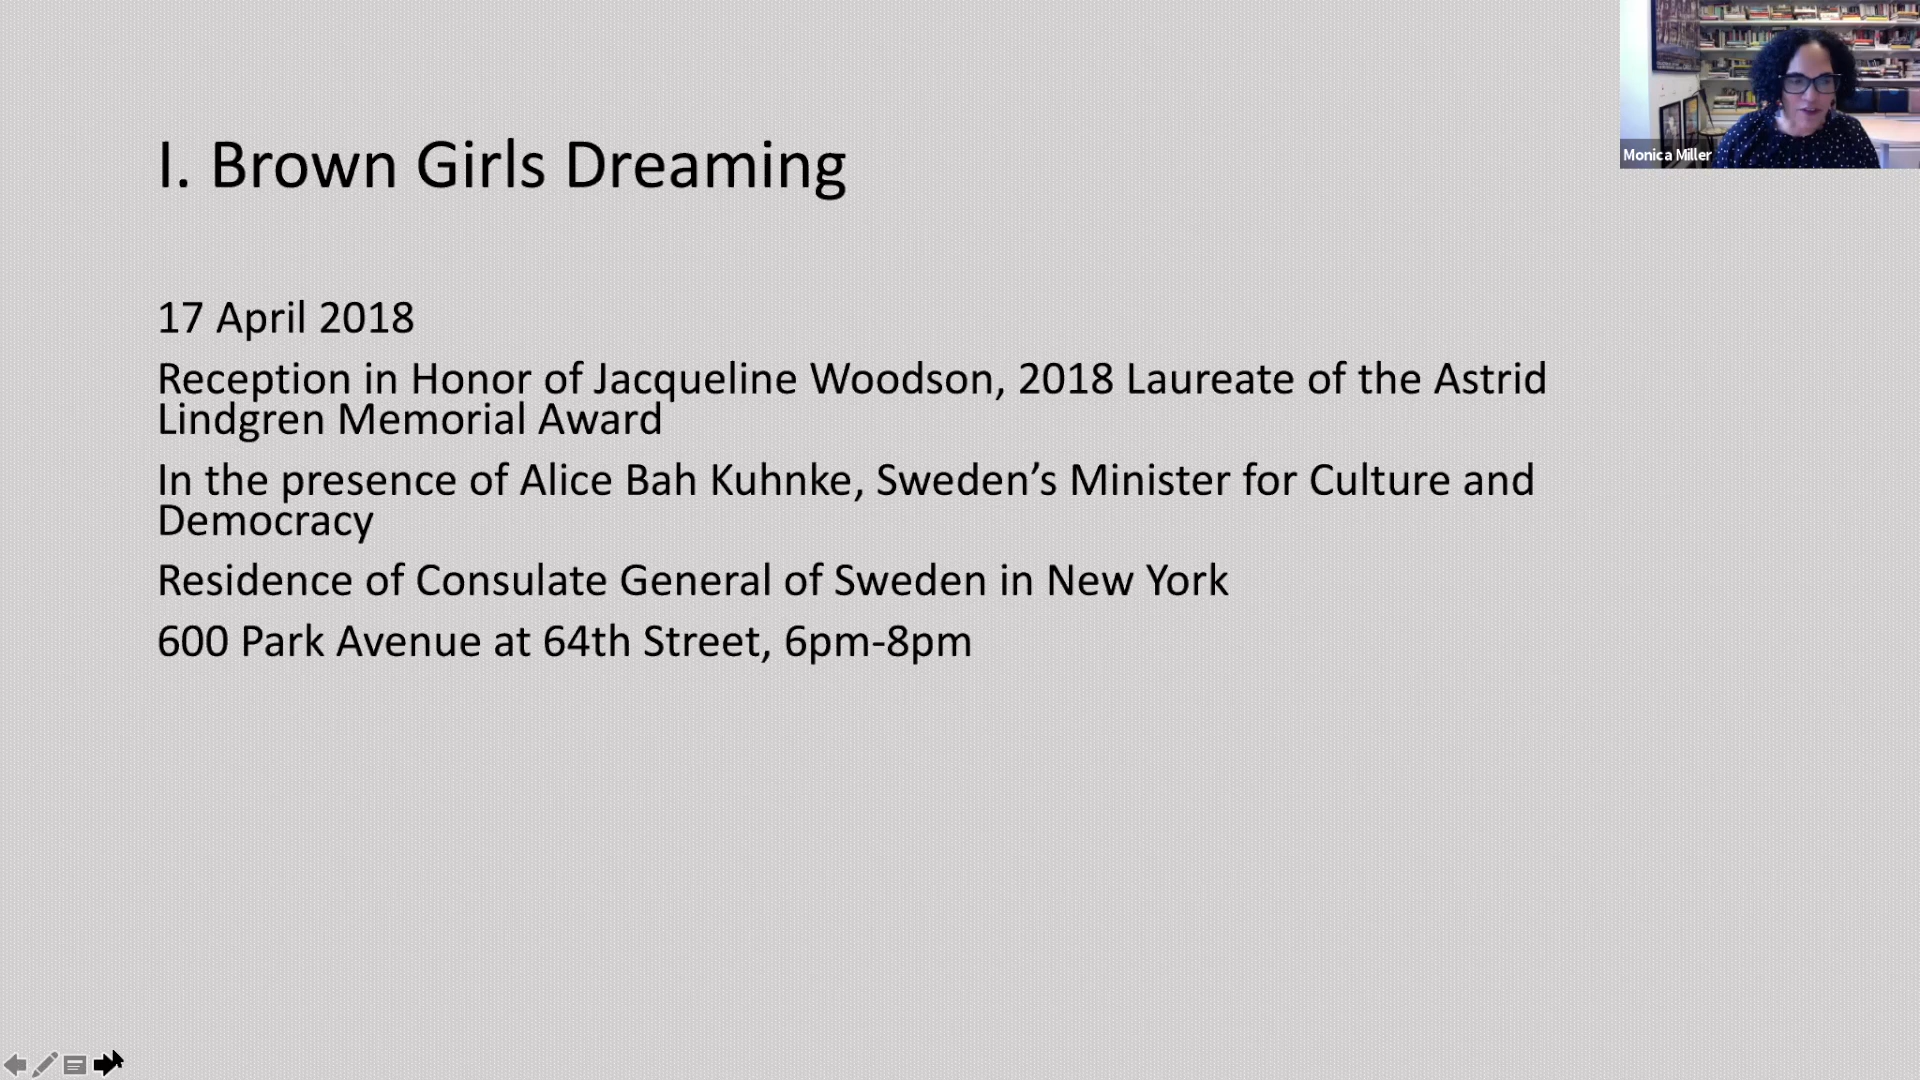 I. Brown Girls Dreaming
17 April 2018
Reception in Honor of Jacqueline Woodson, 2018 Laureate of the Astrid
Lindgren Memorial Award
In the presence of Alice Bah Kuhnke, Sweden’s Minister for Culture and
Democracy
Residence of Consulate General of Sweden in New York
600 Park Avenue at 64th Street, 6pm-8pm
Monica Miller